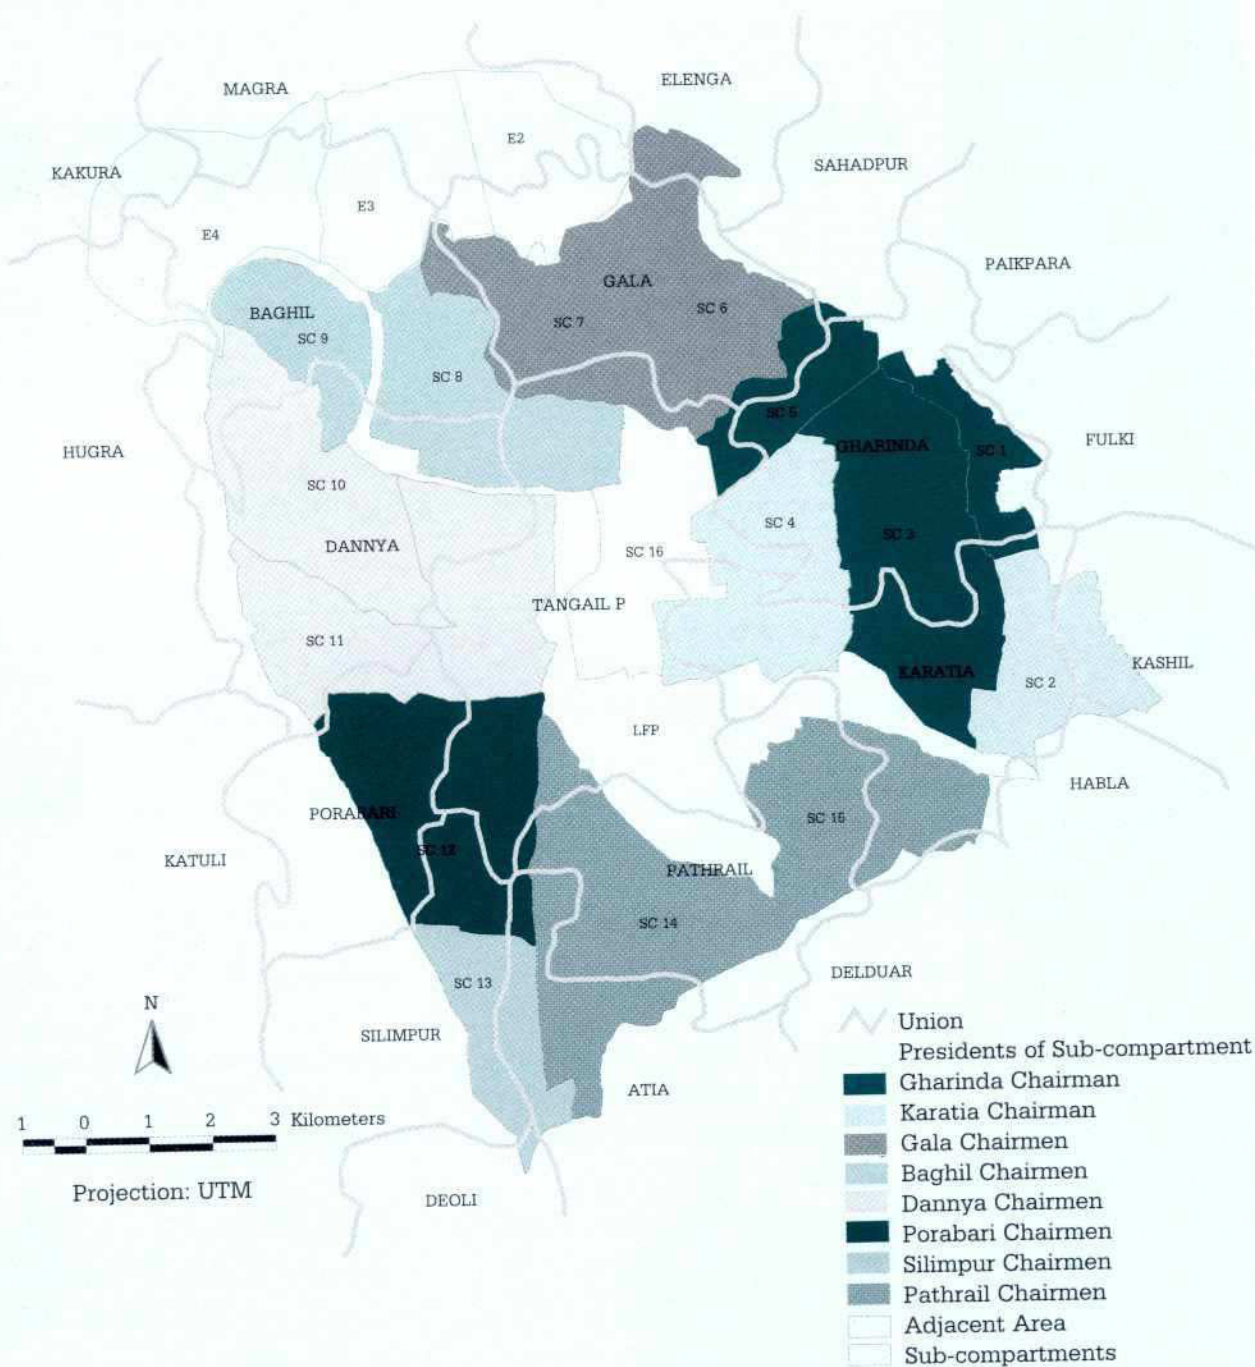 ELENGA
MAGRA
E2
SAHADPUR
KAKURA
E3
E4
PAIKPARA
GALA
BAGHIL
SC 6
SC 7
SC 9
SC 8
SC 5
FULKI
GHARINDA
SC 1
HUGRA
SC 10
SC 4
SC 3
DANNYA
SC 16
TANGAIL P
SC 11
KASHIL
KARATIA
SC 2
LFP
HABLA
PORABARI
SC 15
SC 12
KATULI
PATHRAIL
SC 14
DELDUAR
SC 13
N
SILIMPUR
ATIA
1 0 1 2 3 Kilometers
Projection: UTM
DEOLI
Union
Presidents of Sub-compartment
Gharinda Chairman
Karatia Chairman
Gala Chairmen
Baghil Chairmen
Dannya Chairmen
Porabari Chairmen
Silimpur Chairmen
Pathrail Chairmen
Adjacent Area
Sub-compartments